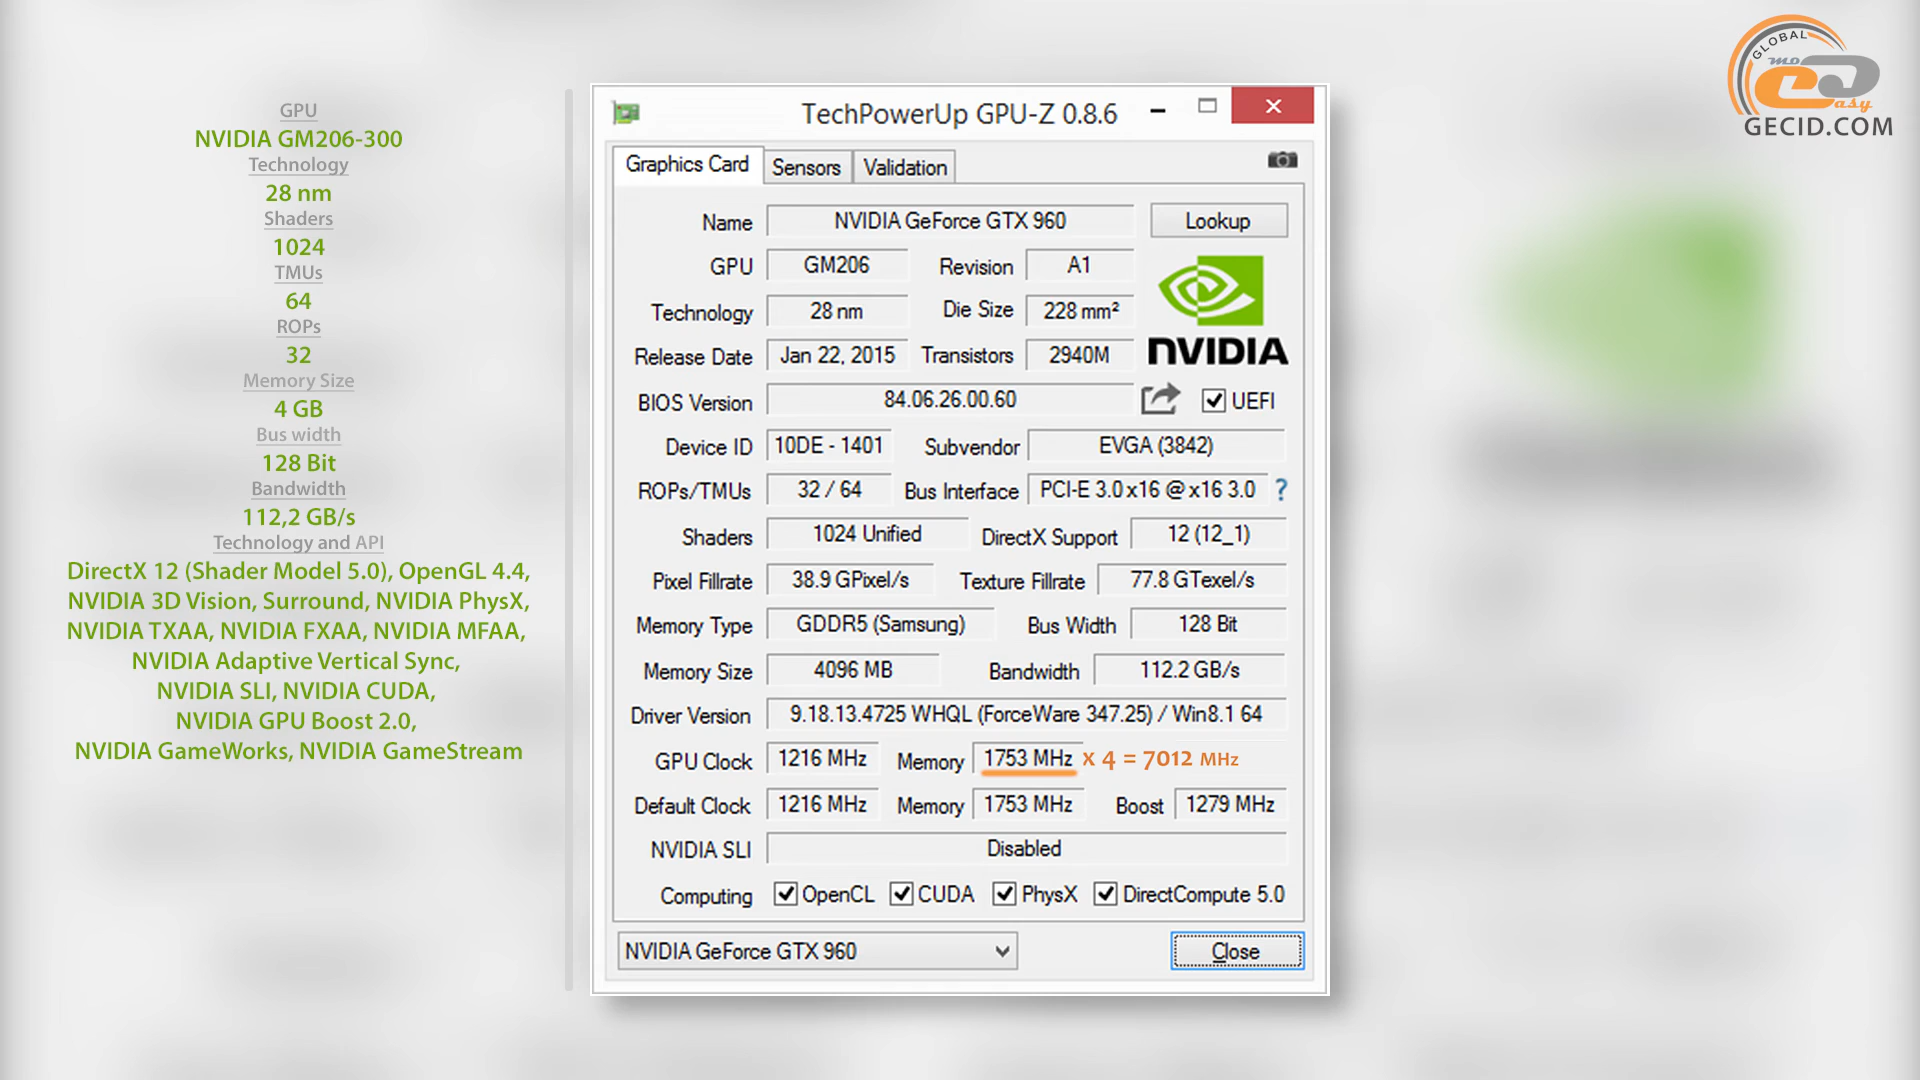 GLOBAL
mo
easy
GECID.COM
GPU
NVIDIA GM206-300
Technology
28 nm
Shaders
1024
TMUs
64
ROPs
32
Memory Size
4 GB
Bus width
128 Bit
Bandwidth
112,2 GB/s
Technology and API
DirectX 12 (Shader Model 5.0), OpenGL 4.4,
NVIDIA 3D Vision, Surround, NVIDIA PhysX,
NVIDIA TXAA, NVIDIA FXAA, NVIDIA MFAA,
NVIDIA Adaptive Vertical Sync,
NVIDIA SLI, NVIDIA CUDA,
NVIDIA GPU Boost 2.0,
NVIDIA GameWorks, NVIDIA GameStream
TechPowerUp GPU-Z 0.8.6
Graphics Card Sensors Validation
Name NVIDIA GeForce GTX 960 Lookup
GPU GM206 Revision A1
Technology 28 nm Die Size 228 mm²
NVIDIA
Release Date Jan 22, 2015 Transistors 2940M
BIOS Version 84.06.26.00.60 UEFI
Device ID 10DE - 1401 Subvendor EVGA (3842)
ROPs/TMUs 32 / 64 Bus Interface PCI-E 3.0 x16 @ x16 3.0 ?
Shaders 1024 Unified DirectX Support 12 (12_1)
Pixel Fillrate 38.9 GPixel/s Texture Fillrate 77.8 GTexel/s
Memory Type GDDR5 (Samsung) Bus Width 128 Bit
Memory Size 4096 MB Bandwidth 112.2 GB/s
Driver Version 9.18.13.4725 WHQL (ForceWare 347.25) / Win8.1 64
GPU Clock 1216 MHz Memory 1753 MHz x 4 = 7012 MHz
Default Clock 1216 MHz Memory 1753 MHz Boost 1279 MHz
NVIDIA SLI Disabled
Computing OpenCL CUDA PhysX DirectCompute 5.0
NVIDIA GeForce GTX 960 Close